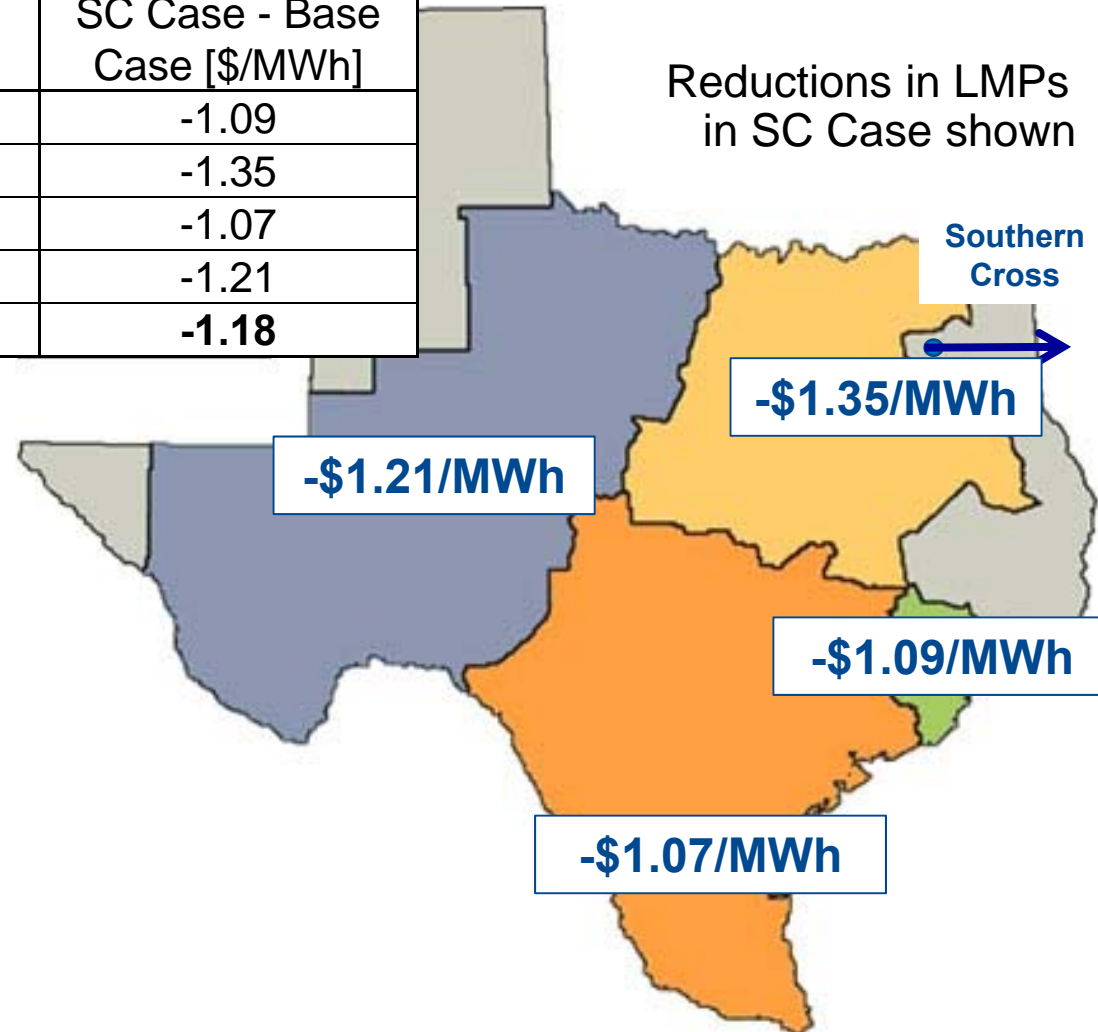 SC Case - Base
Case [$/MWh]
-1.09
-1.35
-1.07
-1.21
-1.18
Reductions in LMPs
in SC Case shown
Southern
Cross
-$1.35/MWh
-$1.21/MWh
-$1.09/MWh
-$1.07/MWh